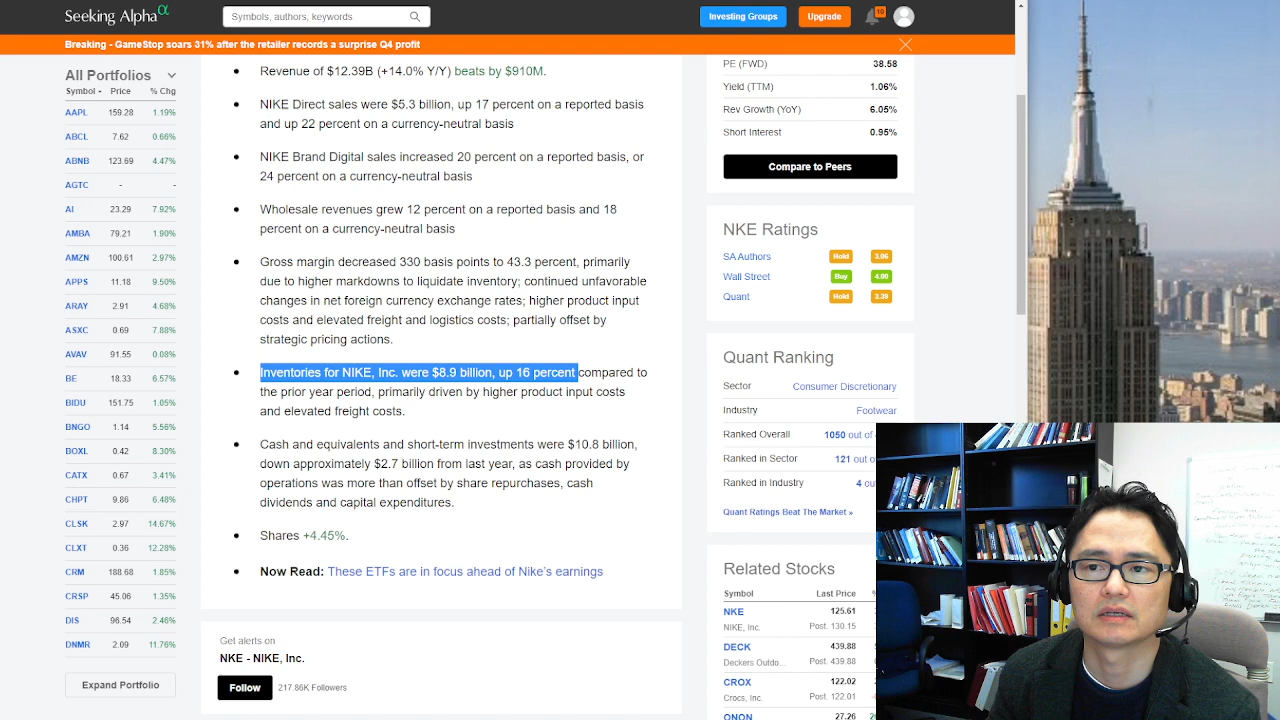 Seeking Alphaα
Symbols, authors, keywords
Investing Groups
Upgrade
10
Breaking - GameStop soars 31% after the retailer records a surprise Q4 profit
All Portfolios
Symbol Price % Chg
AAPL 159.28 1.19%
ABCL 7.62 0.66%
ABNB 123.69 4.47%
AGTC - -
AI 23.29 7.92%
AMBA 79.21 1.90%
AMZN 100.61 2.97%
APPS 11.18 9.50%
ARAY 2.91 4.68%
ASXC 0.69 7.88%
AVAV 91.55 0.08%
BE 18.33 6.57%
BIDU 151.75 1.05%
BNGO 1.14 5.56%
BOXL 0.42 8.30%
CATX 0.67 3.41%
CHPT 9.86 6.48%
CLSK 14.67%
CLXT 0.36 12.28%
CRM 188.68 1.85%
CRSP 45.06 1.35%
DIS 96.54 2.46%
DNMR 2.09 11.76%
Expand Portfolio
Revenue of $12.39B (+14.0% Y/Y) beats by $910M.
NIKE Direct sales were $5.3 billion, up 17 percent on a reported basis
and up 22 percent on a currency-neutral basis
NIKE Brand Digital sales increased 20 percent on a reported basis, or
24 percent on a currency-neutral basis
Wholesale revenues grew 12 percent on a reported basis and 18
percent on a currency-neutral basis
Gross margin decreased 330 basis points to 43.3 percent, primarily
due to higher markdowns to liquidate inventory; continued unfavorable
changes in net foreign currency exchange rates; higher product input
costs and elevated freight and logistics costs; partially offset by
strategic pricing actions.
Inventories for NIKE, Inc. were $8.9 billion, up 16 percent compared to
the prior year period, primarily driven by higher product input costs
and elevated freight costs.
Cash and equivalents and short-term investments were $10.8 billion,
down approximately $2.7 billion from last year, as cash provided by
operations was more than offset by share repurchases, cash
dividends and capital expenditures.
Shares +4.45%.
Now Read: These ETFs are in focus ahead of Nike's earnings
Get alerts on
NKE - NIKE, Inc.
Follow
217.86K Followers
PE (FWD) 38.58
Yield (TTM) 1.06%
Rev Growth (YoY) 6.05%
Short Interest 0.95%
Compare to Peers
NKE Ratings
SA Authors Hold 3.06
Wall Street Buy 4.00
Quant Hold 3.39
Quant Ranking
Sector Consumer Discretionary
Industry Footwear
Ranked Overall 1050 out of
Ranked in Sector 121 out o
Ranked in Industry 4 ou
Quant Ratings Beat The Market »
Related Stocks
Symbol Last Price
NKE 125.61
NIKE, Inc. Post. 130.15
DECK 439.88
Deckers Outdo... Post. 439.88
CROX 122.02
Crocs, Inc. Post. 122.01
ONON 27.26